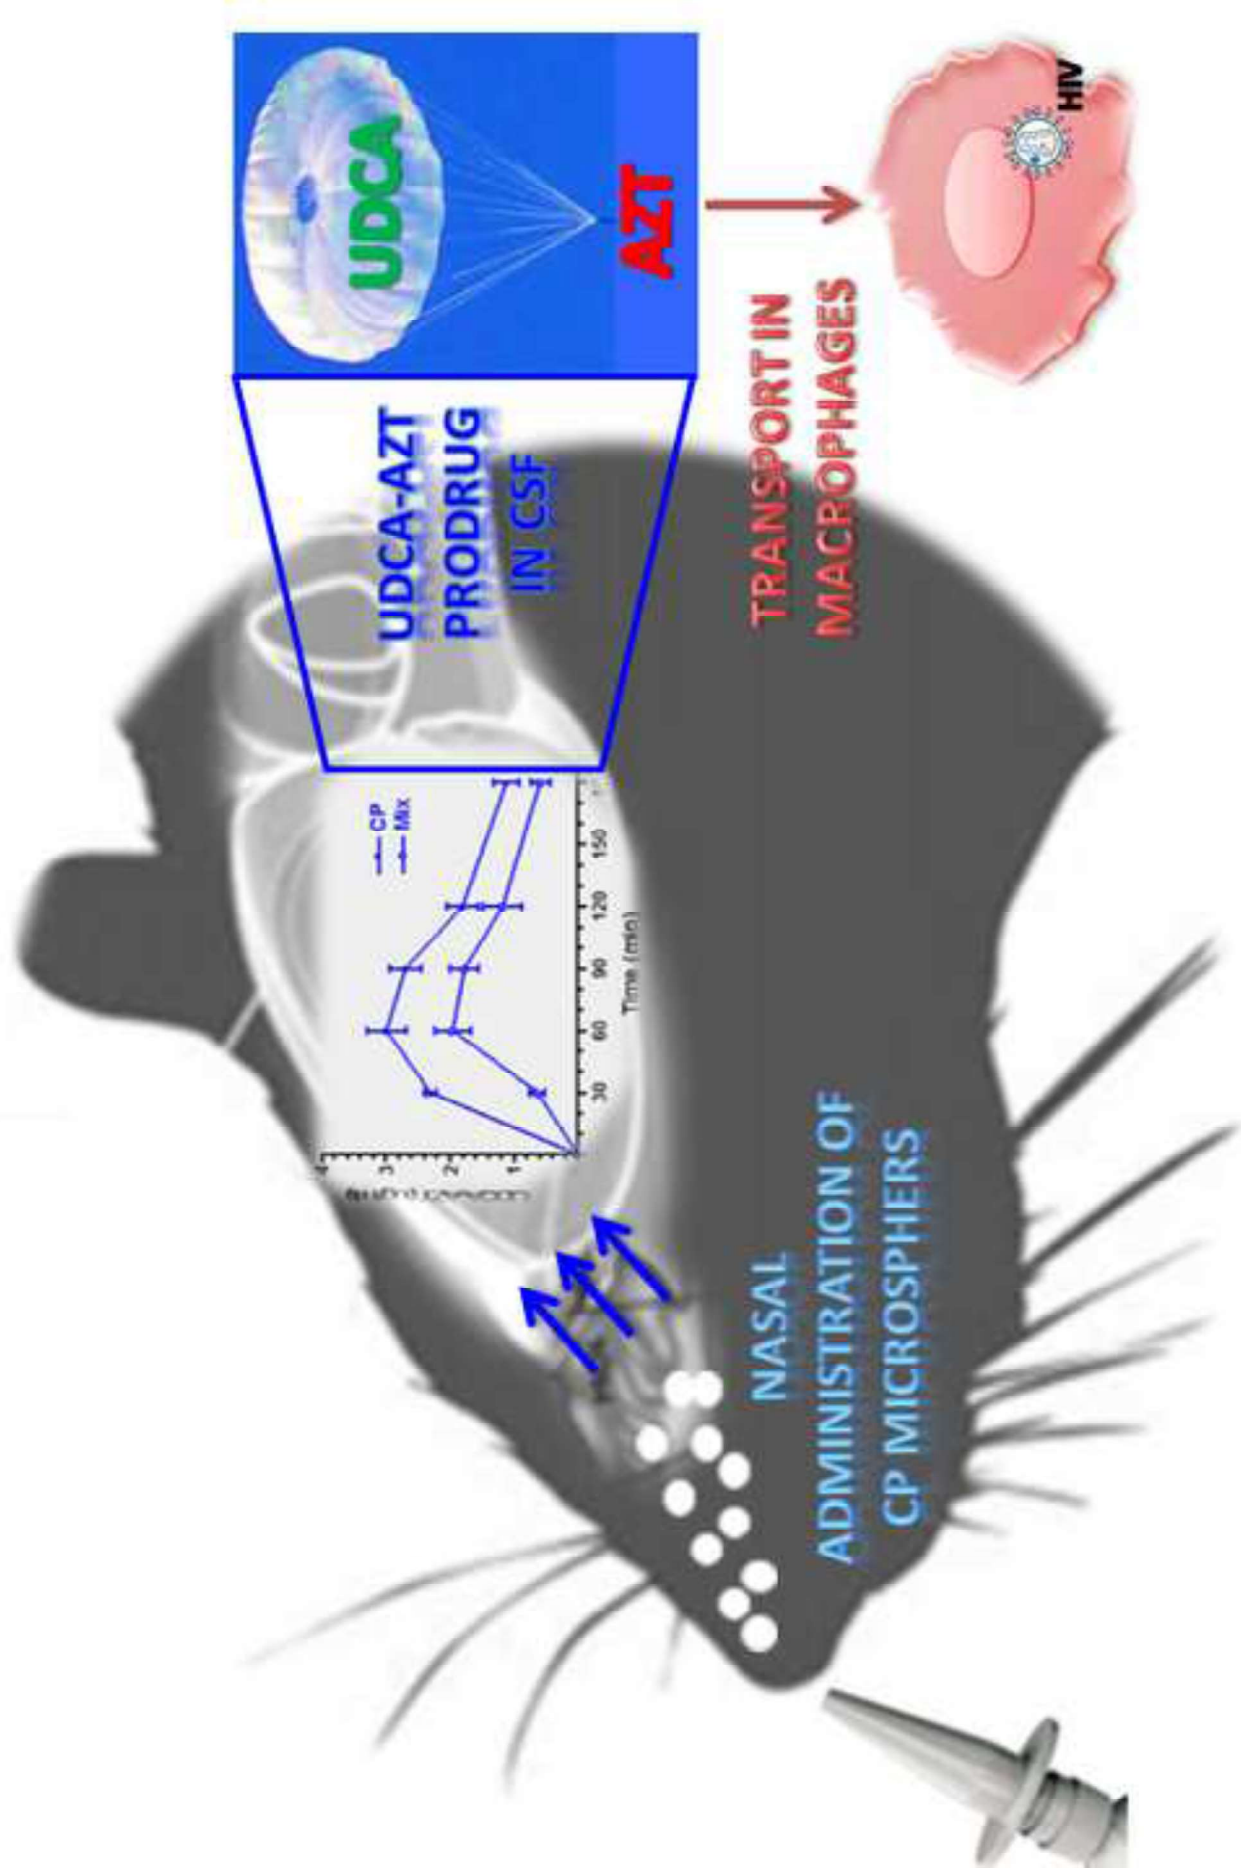 UDCA
AZT
HIV
UDCA-AZT
PRODRUG
IN CSF
TRANSPORT IN
MACROPHAGES
CP
Mix
4
3
2
1
30
60
90
120
150
Time (min)
NASAL
ADMINISTRATION OF
CP MICROSPHERS